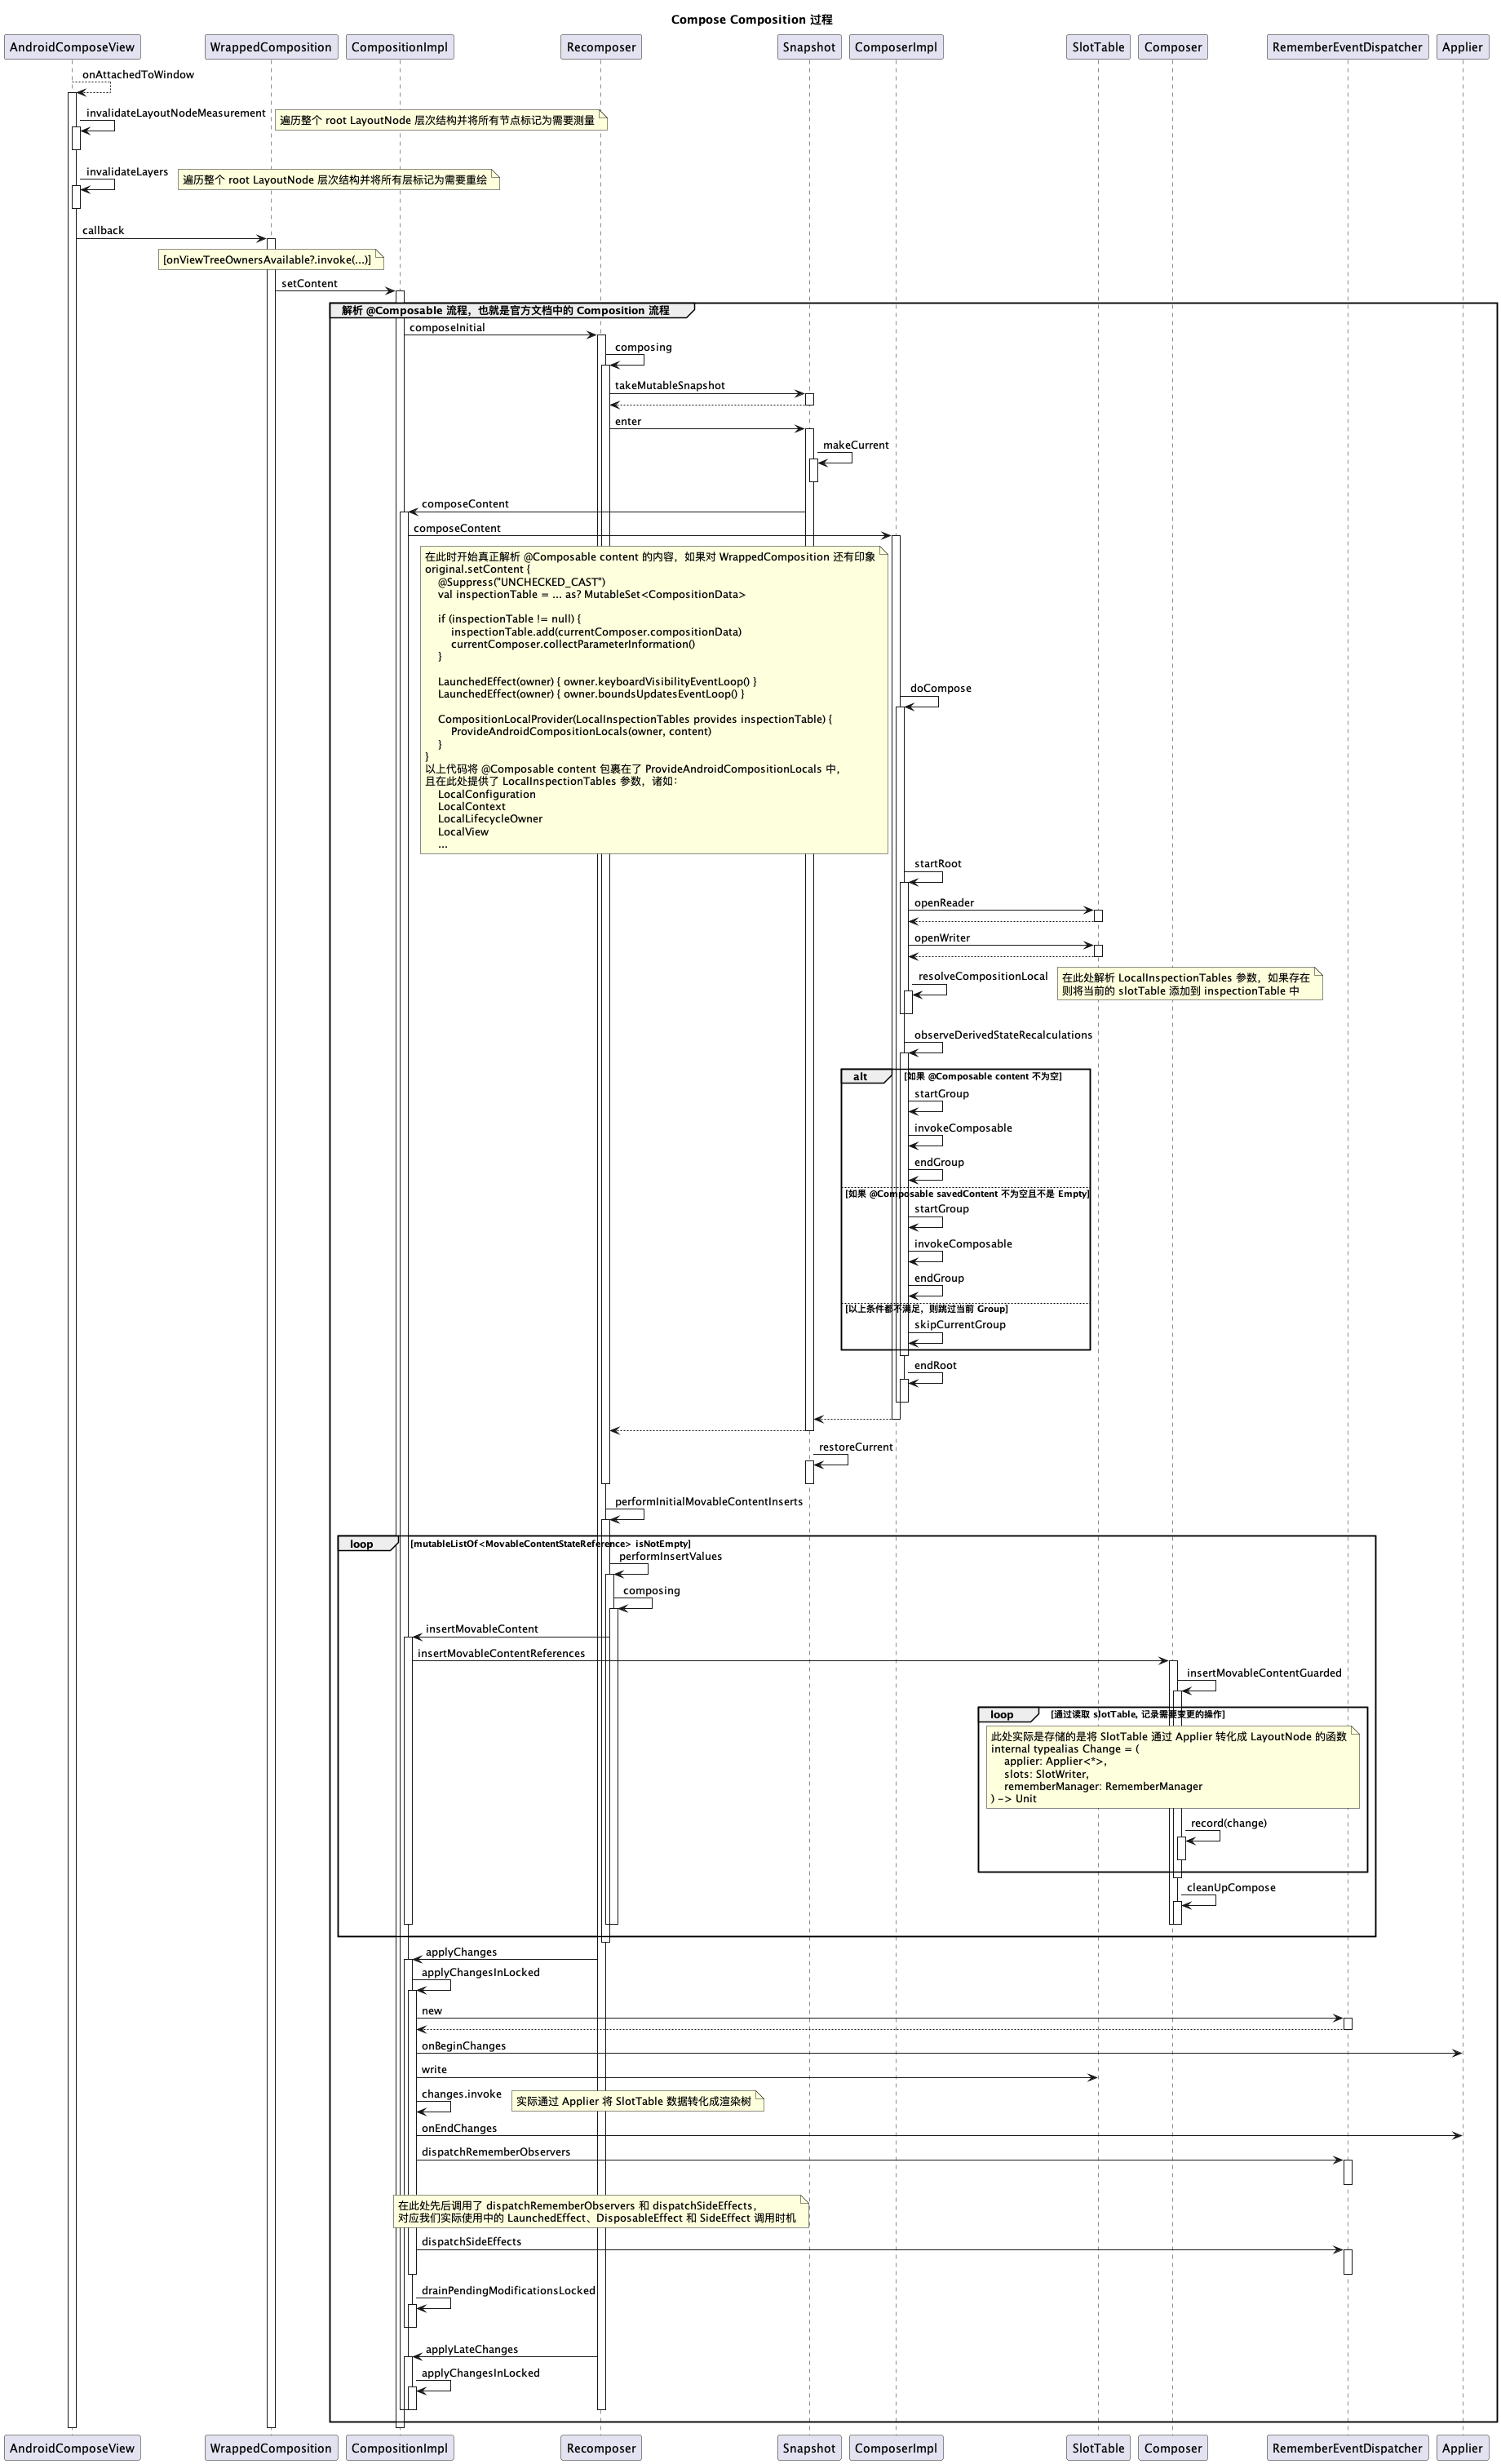 Compose Composition 过程
AndroidComposeView
WrappedComposition
CompositionImpl
Recomposer
Snapshot
ComposerImpl
SlotTable
Composer
RememberEventDispatcher
Applier
onAttachedToWindow
invalidateLayoutNodeMeasurement
遍历整个 root LayoutNode 层次结构并将所有节点标记为需要测量
invalidateLayers
遍历整个 root LayoutNode 层次结构并将所有层标记为需要重绘
callback
[onViewTreeOwnersAvailable?.invoke(...)]
setContent
解析 @Composable 流程，也就是官方文档中的 Composition 流程
composeInitial
composing
takeMutableSnapshot
enter
makeCurrent
composeContent
composeContent
在此时开始真正解析 @Composable content 的内容，如果对 WrappedComposition 还有印象
original.setContent {
@Suppress("UNCHECKED_CAST")
val inspectionTable = ... as? MutableSet<CompositionData>
if (inspectionTable != null) {
inspectionTable.add(currentComposer.compositionData)
currentComposer.collectParameterInformation()
}
LaunchedEffect(owner) { owner.keyboardVisibilityEventLoop() }
LaunchedEffect(owner) { owner.boundsUpdatesEventLoop() }
CompositionLocalProvider(LocalInspectionTables provides inspectionTable) {
ProvideAndroidCompositionLocals(owner, content)
}
}
以上代码将 @Composable content 包裹在了 ProvideAndroidCompositionLocals 中，
且在此处提供了 LocalInspectionTables 参数，诸如：
LocalConfiguration
LocalContext
LocalLifecycleOwner
LocalView
...
doCompose
startRoot
openReader
openWriter
resolveCompositionLocal
在此处解析 LocalInspectionTables 参数，如果存在
则将当前的 slotTable 添加到 inspectionTable 中
observeDerivedStateRecalculations
alt
[如果 @Composable content 不为空]
startGroup
invokeComposable
endGroup
[如果 @Composable savedContent 不为空且不是 Empty]
startGroup
invokeComposable
endGroup
[以上条件都不满足，则跳过当前 Group]
skipCurrentGroup
endRoot
restoreCurrent
performInitialMovableContentInserts
loop
[mutableListOf<MovableContentStateReference> isNotEmpty]
performInsertValues
composing
insertMovableContent
insertMovableContentReferences
insertMovableContentGuarded
loop
[通过读取 slotTable, 记录需要变更的操作]
此处实际是存储的是将 SlotTable 通过 Applier 转化成 LayoutNode 的函数
internal typealias Change = (
applier: Applier<*>,
slots: SlotWriter,
rememberManager: RememberManager
) -> Unit
record(change)
cleanUpCompose
applyChanges
applyChangesInLocked
new
onBeginChanges
write
changes.invoke
实际通过 Applier 将 SlotTable 数据转化成渲染树
onEndChanges
dispatchRememberObservers
在此处先后调用了 dispatchRememberObservers 和 dispatchSideEffects，
对应我们实际使用中的 LaunchedEffect、DisposableEffect 和 SideEffect 调用时机
dispatchSideEffects
drainPendingModificationsLocked
applyLateChanges
applyChangesInLocked
AndroidComposeView
WrappedComposition
CompositionImpl
Recomposer
Snapshot
ComposerImpl
SlotTable
Composer
RememberEventDispatcher
Applier